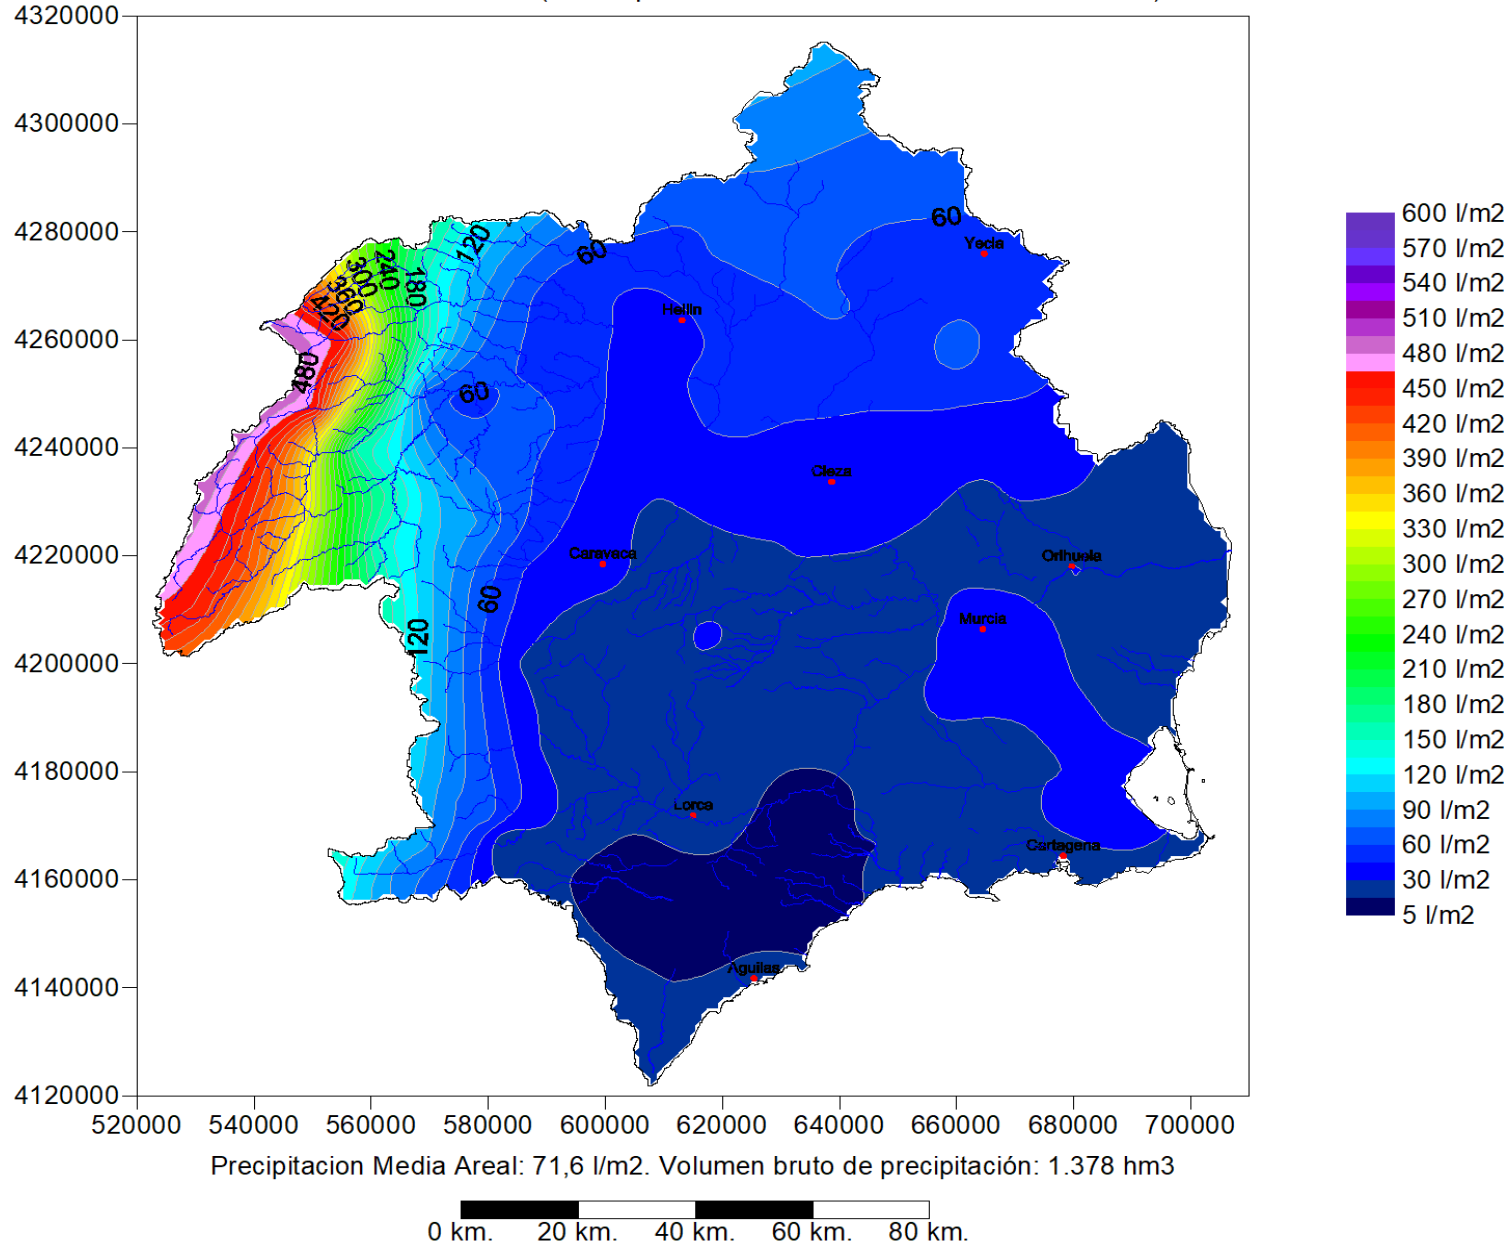 4320000
4300000
4280000
4260000
4240000
4220000
4200000
4180000
4160000
4140000
4120000
520000 540000 560000 580000 600000 620000 640000 660000 680000 700000
120
60
60
Yecla
180
240
300
360
420
480
Hellin
60
Cieza
Caravaca
Orihuela
60
Murcia
120
Lorca
Cartagena
Aguilas
600 l/m2
570 l/m2
540 l/m2
510 l/m2
480 l/m2
450 l/m2
420 l/m2
390 l/m2
360 l/m2
330 l/m2
300 l/m2
270 l/m2
240 l/m2
210 l/m2
180 l/m2
150 l/m2
120 l/m2
90 l/m2
60 l/m2
30 l/m2
5 l/m2
Precipitacion Media Areal: 71,6 l/m2. Volumen bruto de precipitación: 1.378 hm3
0 km. 20 km. 40 km. 60 km. 80 km.